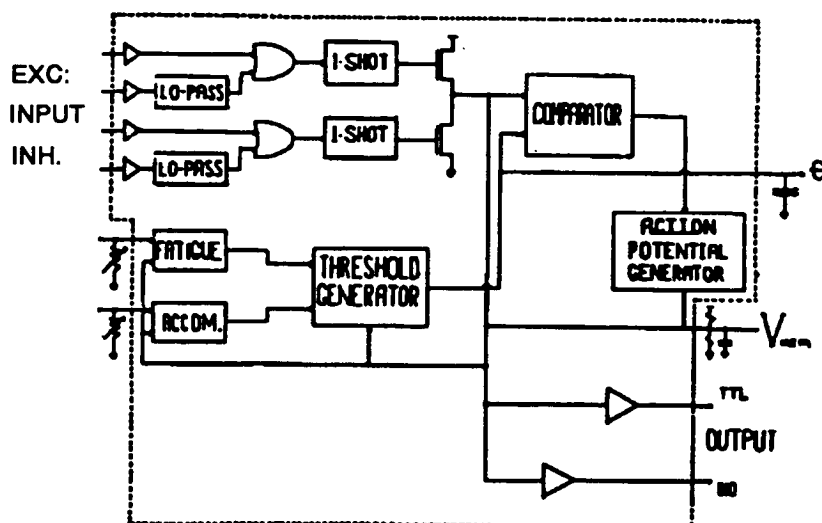 EXC:
INPUT
INH.
LO-PASS
LO-PASS
1-SHOT
1-SHOT
COMPARATOR
θ
FATIGUE
ACCOM.
THRESHOLD
GENERATOR
ACTION
POTENTIAL
GENERATOR
Vmem
TTL
OUTPUT